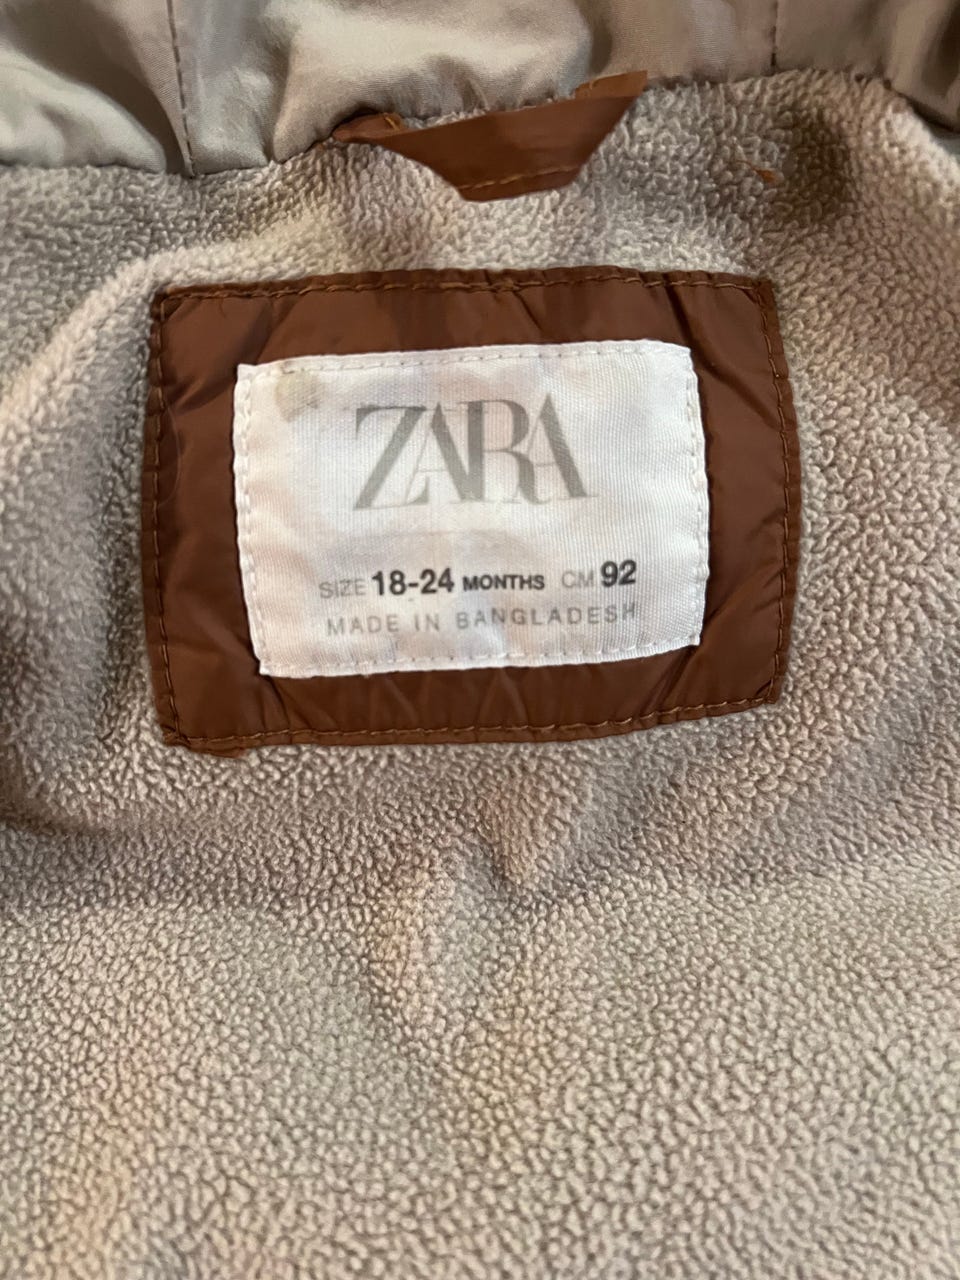 ZARA
SIZE 18-24 MONTHS CM 92
MADE IN BANGLADESH